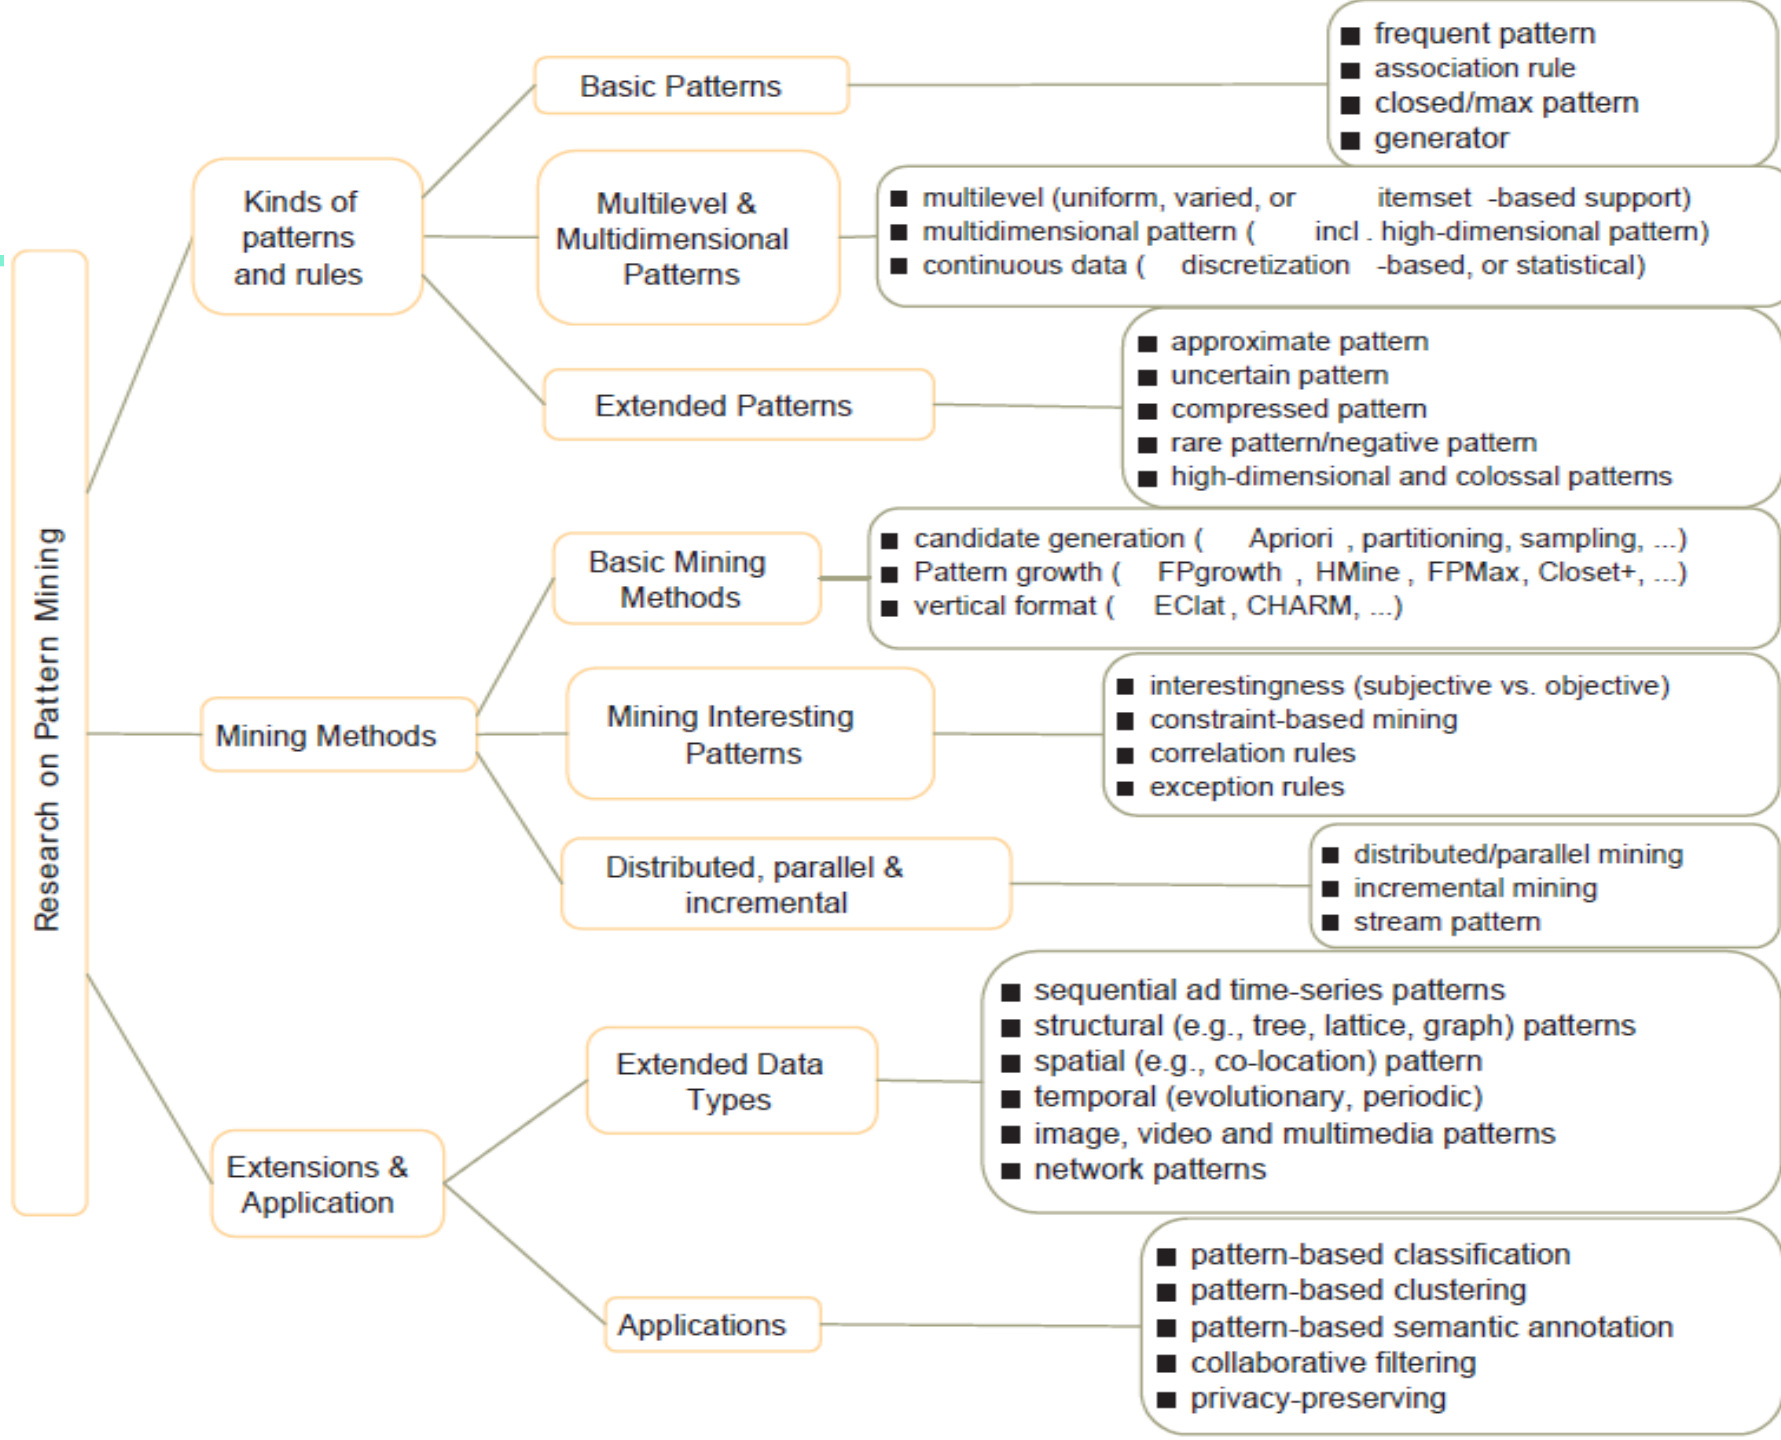 Research on Pattern Mining
Kinds of
patterns
and rules
Basic Patterns
■ frequent pattern
■ association rule
■ closed/max pattern
■ generator
Multilevel &
Multidimensional
Patterns
■ multilevel (uniform, varied, or itemset -based support)
■ multidimensional pattern ( incl . high-dimensional pattern)
■ continuous data ( discretization -based, or statistical)
Extended Patterns
■ approximate pattern
■ uncertain pattern
■ compressed pattern
■ rare pattern/negative pattern
■ high-dimensional and colossal patterns
Mining Methods
Basic Mining
Methods
■ candidate generation ( Apriori , partitioning, sampling, ...)
■ Pattern growth ( FPgrowth , HMine , FPMax, Closet+, ...)
■ vertical format ( EClat , CHARM, ...)
Mining Interesting
Patterns
■ interestingness (subjective vs. objective)
■ constraint-based mining
■ correlation rules
■ exception rules
Distributed, parallel &
incremental
■ distributed/parallel mining
■ incremental mining
■ stream pattern
Extensions &
Application
Extended Data
Types
■ sequential ad time-series patterns
■ structural (e.g., tree, lattice, graph) patterns
■ spatial (e.g., co-location) pattern
■ temporal (evolutionary, periodic)
■ image, video and multimedia patterns
■ network patterns
Applications
■ pattern-based classification
■ pattern-based clustering
■ pattern-based semantic annotation
■ collaborative filtering
■ privacy-preserving